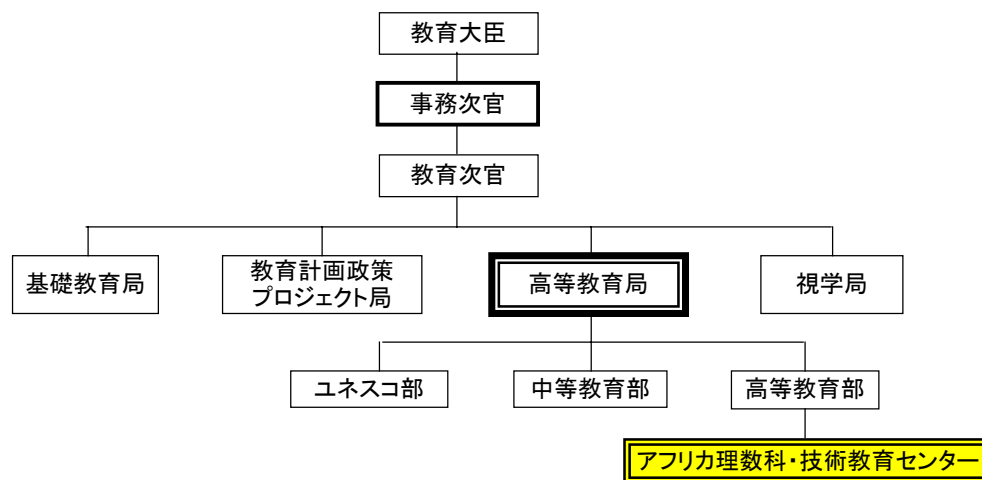 教育大臣
事務次官
教育次官
基礎教育局
教育計画政策
プロジェクト局
高等教育局
視学局
ユネスコ部
中等教育部
高等教育部
アフリカ理数科・技術教育センター